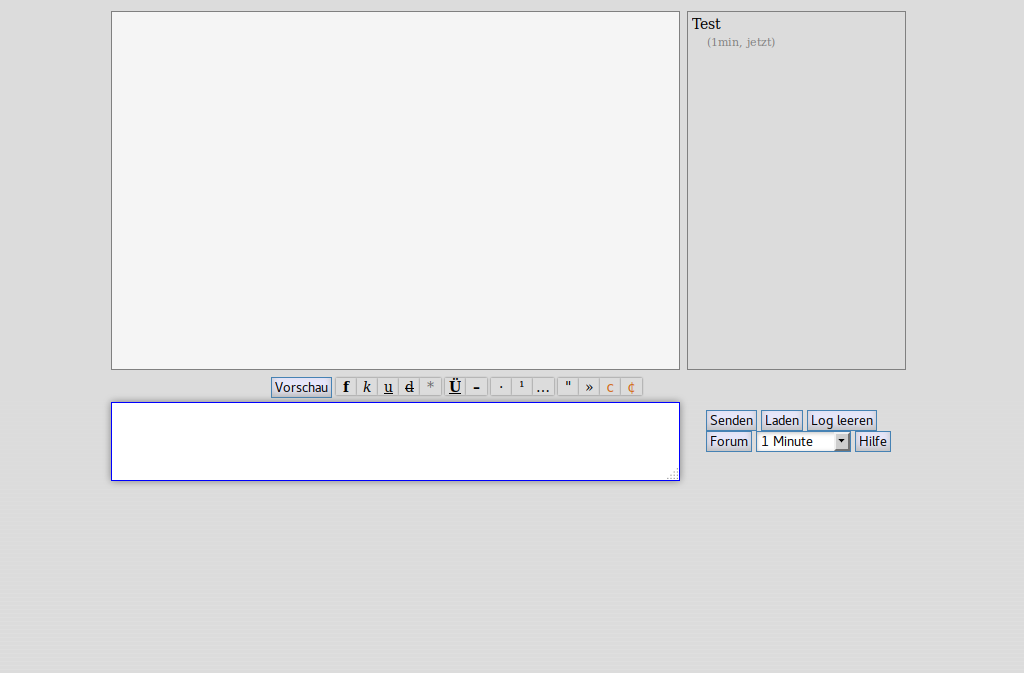 Test
(1min, jetzt)
Vorschau f k u d * Ü – · ¹ … " » c ¢
Senden Laden Log leeren
Forum 1 Minute Hilfe